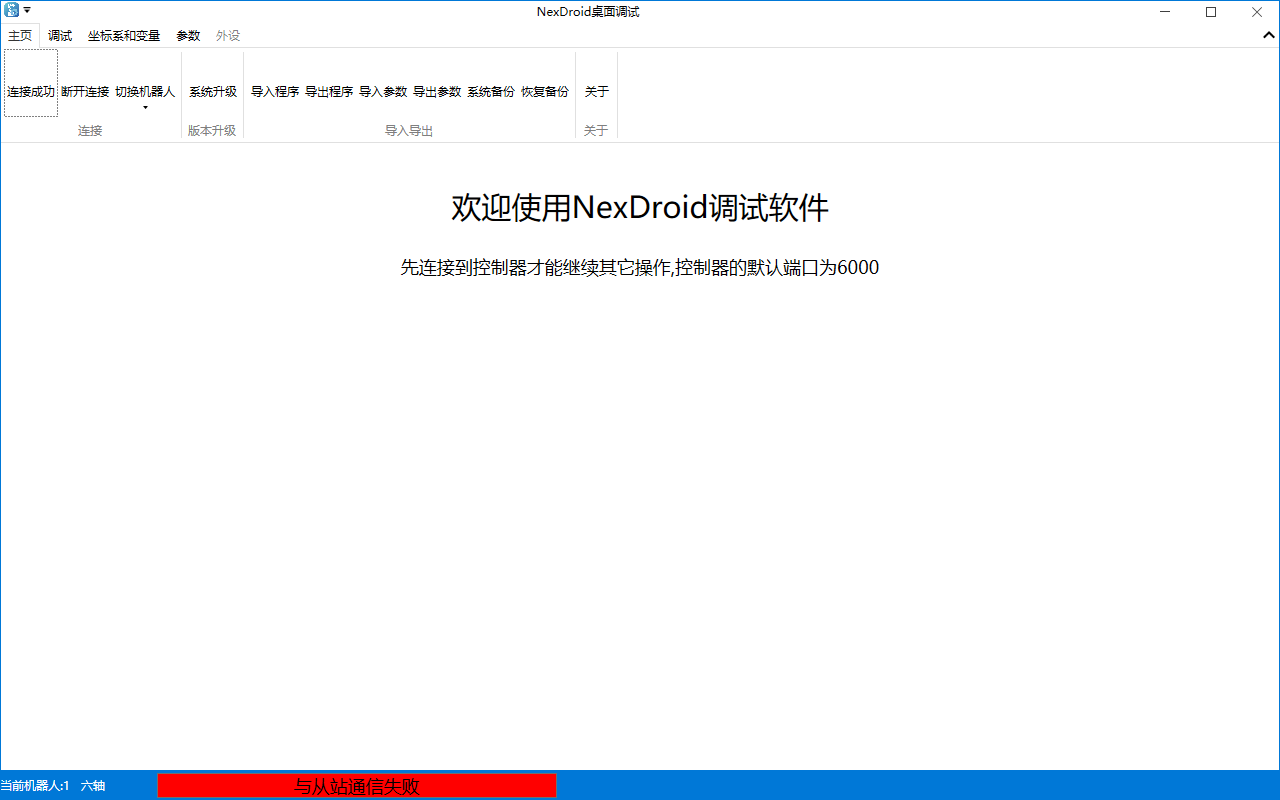 NexDroid桌面调试
主页 调试 坐标系和变量 参数 外设
连接成功 断开连接 切换机器人 系统升级 导入程序 导出程序 导入参数 导出参数 系统备份 恢复备份 关于
连接 版本升级 导入导出 关于
欢迎使用NexDroid调试软件
先连接到控制器才能继续其它操作,控制器的默认端口为6000
当前机器人:1 六轴 与从站通信失败